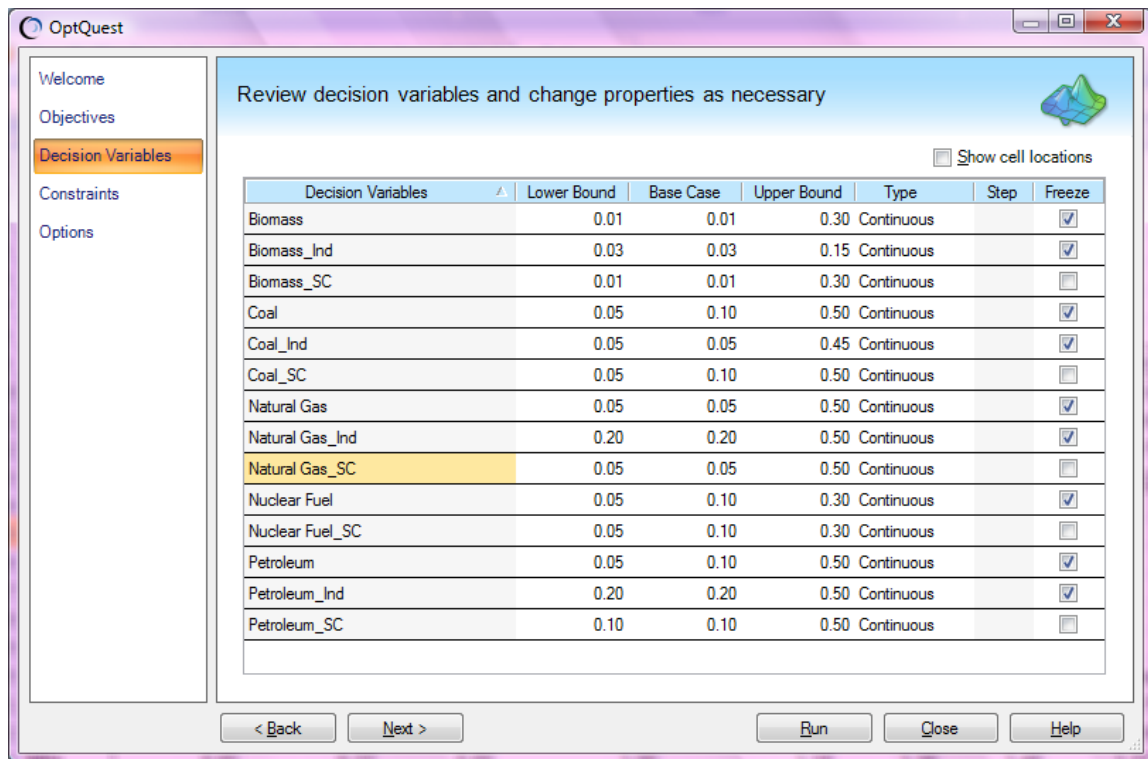 OptQuest
Welcome
Objectives
Decision Variables
Constraints
Options
Review decision variables and change properties as necessary
Show cell locations
Decision Variables Lower Bound Base Case Upper Bound Type Step Freeze
Biomass 0.01 0.01 0.30 Continuous
Biomass_Ind 0.03 0.03 0.15 Continuous
Biomass_SC 0.01 0.01 0.30 Continuous
Coal 0.05 0.10 0.50 Continuous
Coal_Ind 0.05 0.05 0.45 Continuous
Coal_SC 0.05 0.10 0.50 Continuous
Natural Gas 0.05 0.05 0.50 Continuous
Natural Gas_Ind 0.20 0.20 0.50 Continuous
Natural Gas_SC 0.05 0.05 0.50 Continuous
Nuclear Fuel 0.05 0.10 0.30 Continuous
Nuclear Fuel_SC 0.05 0.10 0.30 Continuous
Petroleum 0.05 0.10 0.50 Continuous
Petroleum_Ind 0.20 0.20 0.50 Continuous
Petroleum_SC 0.10 0.10 0.50 Continuous
< Back Next > Run Close Help